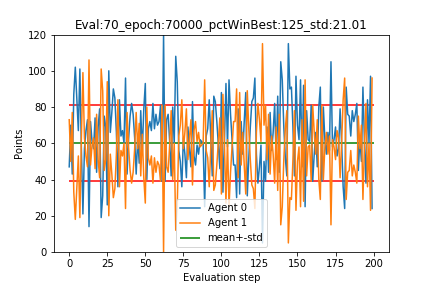 Eval:70_epoch:70000_pctWinBest:125_std:21.01
120
100
80
60
40
20
0
Points
0
25
50
75
100
125
150
175
200
Evaluation step
Agent 0
Agent 1
mean+-std